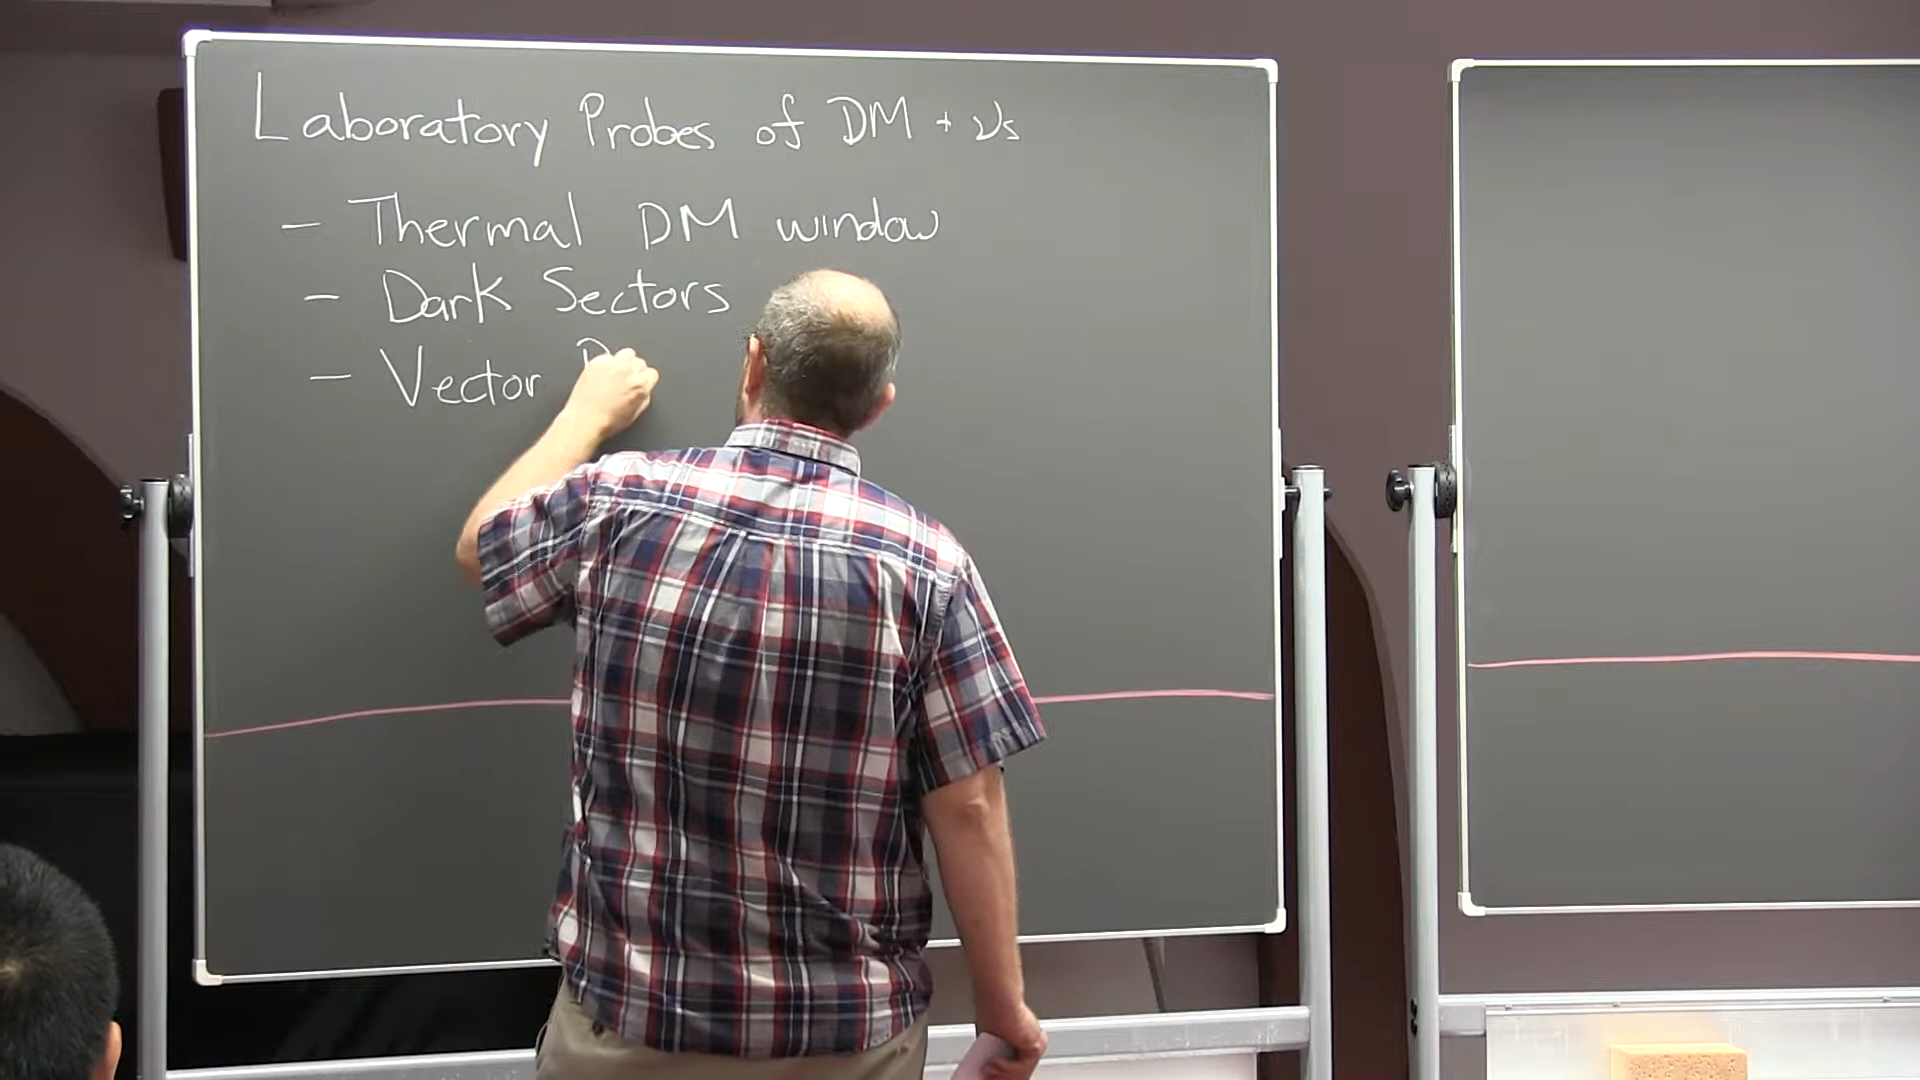 Laboratory Probes of DM + νs
- Thermal DM window
- Dark Sectors
- Vector